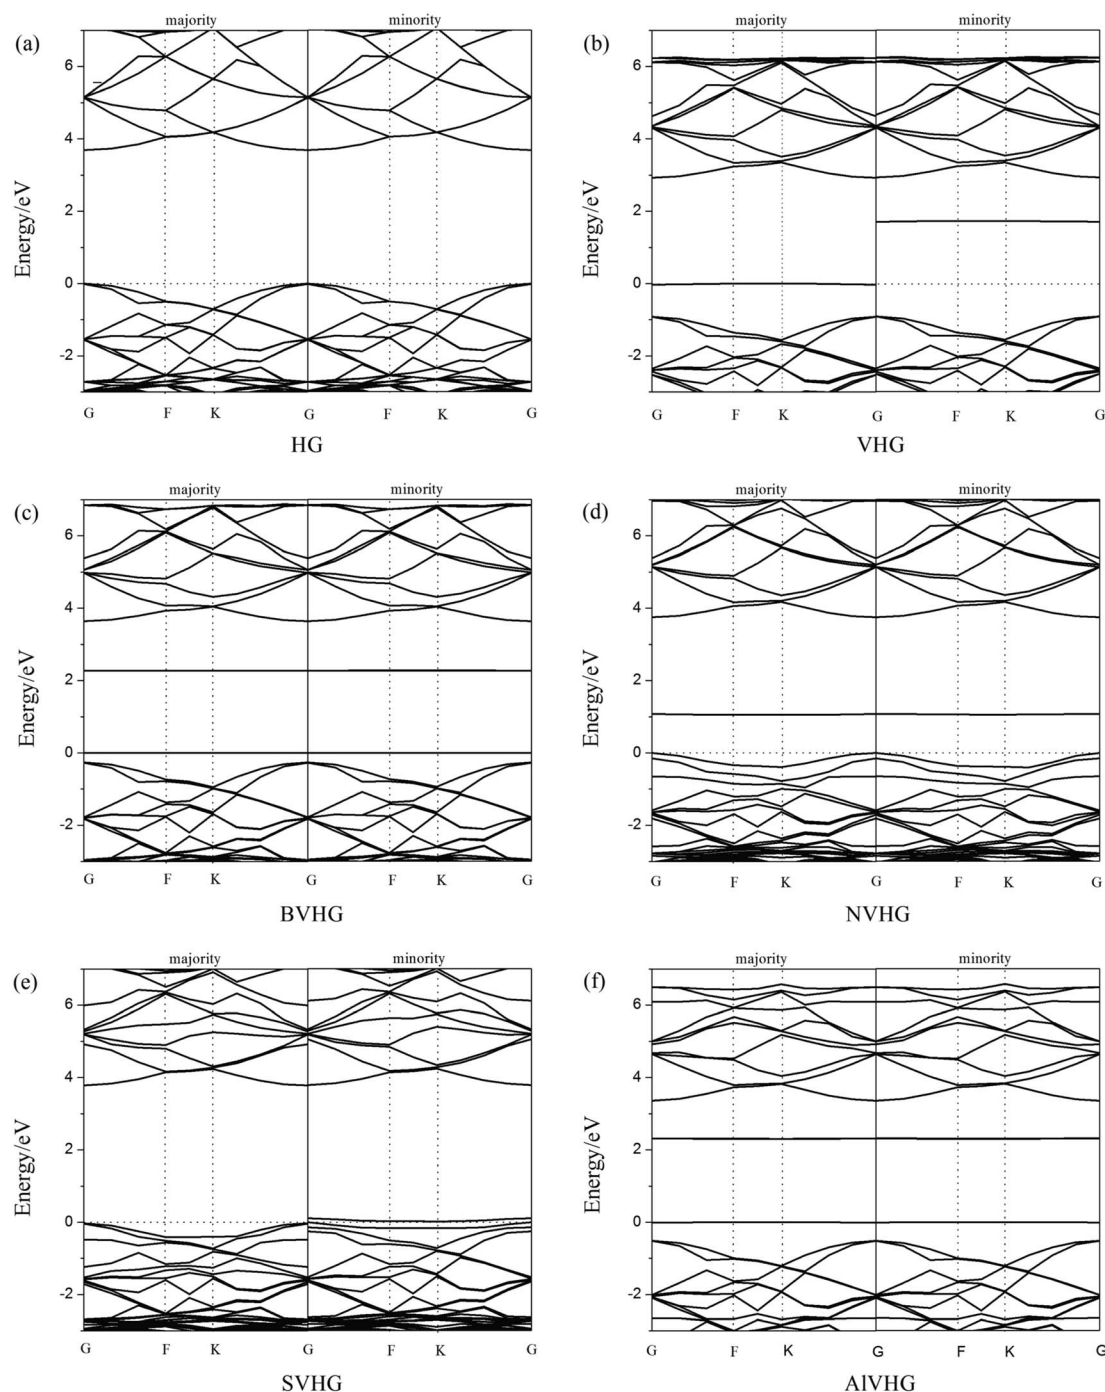 majority minority majority minority
(a) (b)
6 6
4 4
2 2
0 0
-2 -2
Energy/eV Energy/eV
G F K G F K G G F K G F K G
HG VHG
majority minority majority minority
(c) (d)
6 6
4 4
2 2
0 0
-2 -2
Energy/eV Energy/eV
G F K G F K G G F K G F K G
BVHG NVHG
majority minority majority minority
(e) (f)
6 6
4 4
2 2
0 0
-2 -2
Energy/eV Energy/eV
G F K G F K G G F K G F K G
SVHG AlVHG